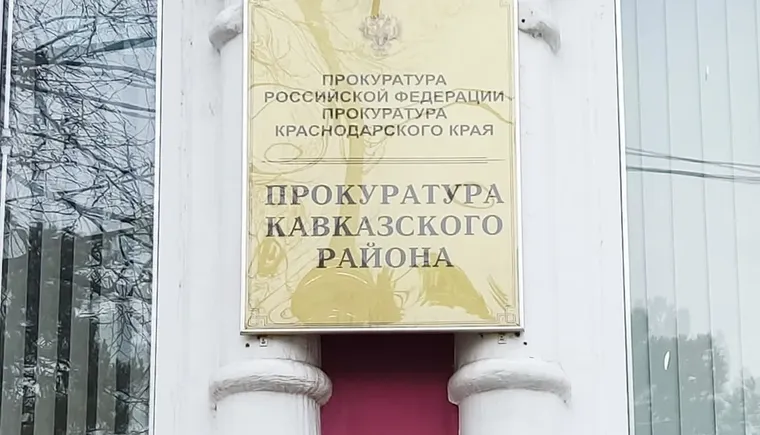 ПРОКУРАТУРА
РОССИЙСКОЙ ФЕДЕРАЦИИ
ПРОКУРАТУРА
КРАСНОДАРСКОГО КРАЯ
ПРОКУРАТУРА
КАВКАЗСКОГО
РАЙОНА